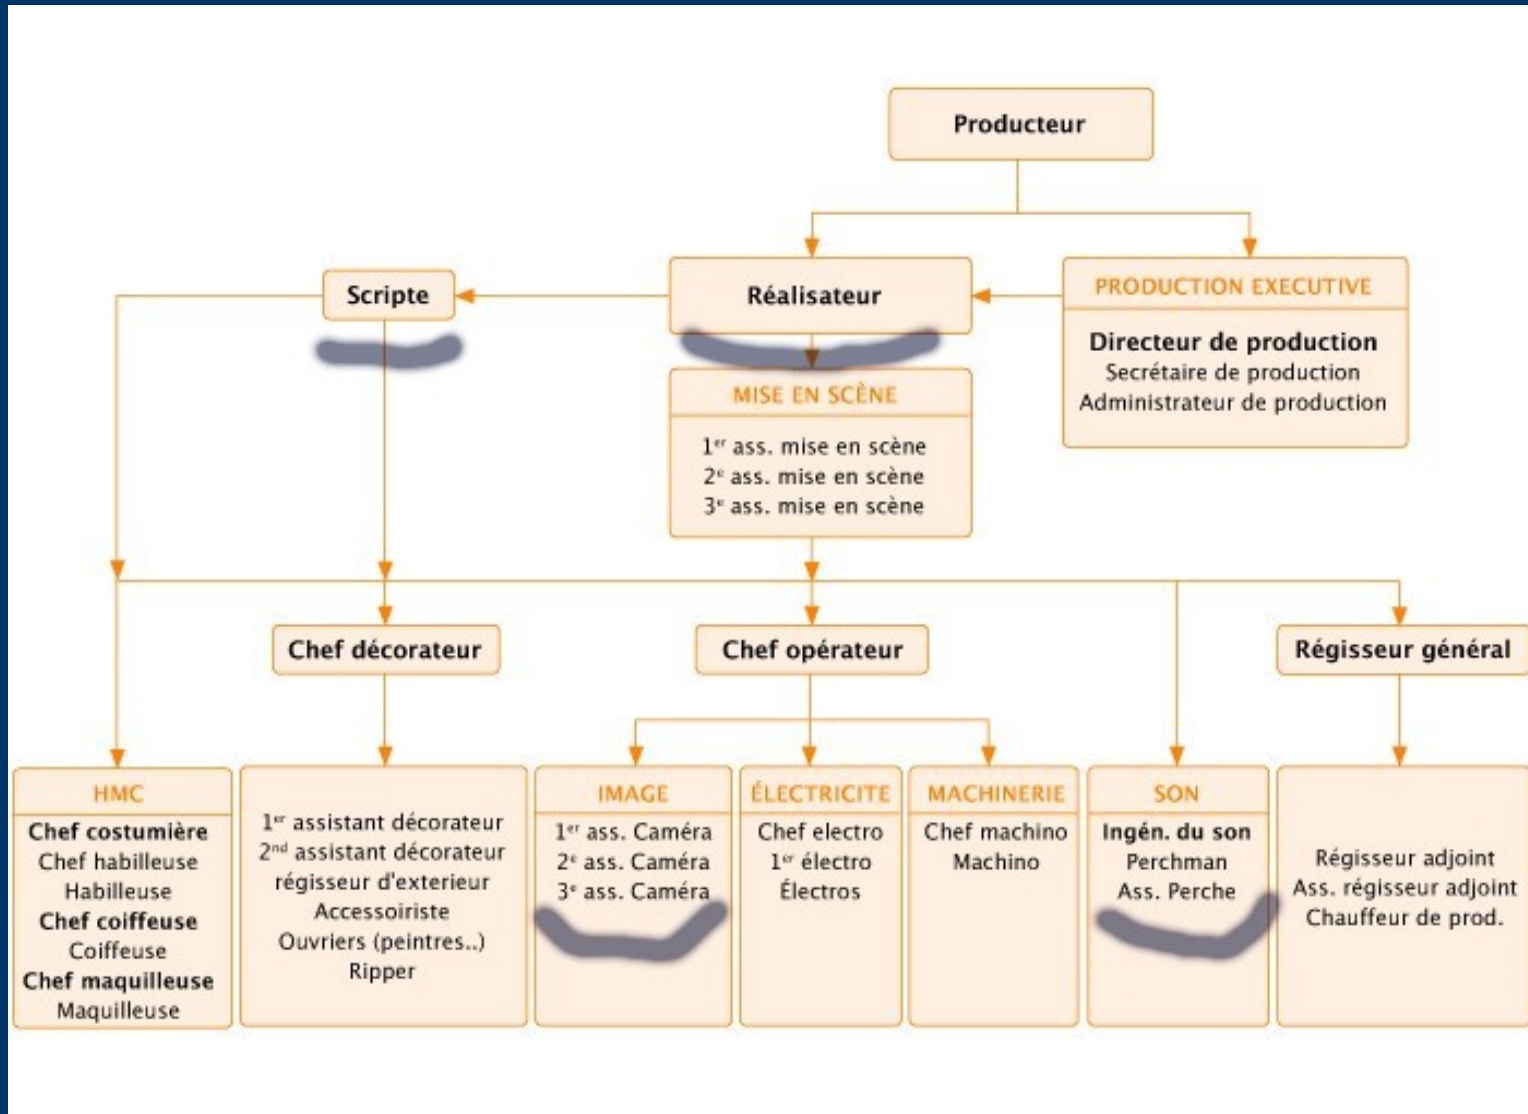 Producteur
Scripte
Réalisateur
PRODUCTION EXECUTIVE
Directeur de production
Secrétaire de production
Administrateur de production
MISE EN SCÈNE
1er ass. mise en scène
2e ass. mise en scène
3e ass. mise en scène
Chef décorateur
Chef opérateur
Régisseur général
HMC
Chef costumière
Chef habilleuse
Habilleuse
Chef coiffeuse
Coiffeuse
Chef maquilleuse
Maquilleuse
1er assistant décorateur
2nd assistant décorateur
régisseur d'exterieur
Accessoiriste
Ouvriers (peintres..)
Ripper
IMAGE
1er ass. Caméra
2e ass. Caméra
3e ass. Caméra
ÉLECTRICITE
Chef electro
1er électro
Électros
MACHINERIE
Chef machino
Machino
SON
Ingén. du son
Perchman
Ass. Perche
Régisseur adjoint
Ass. régisseur adjoint
Chauffeur de prod.